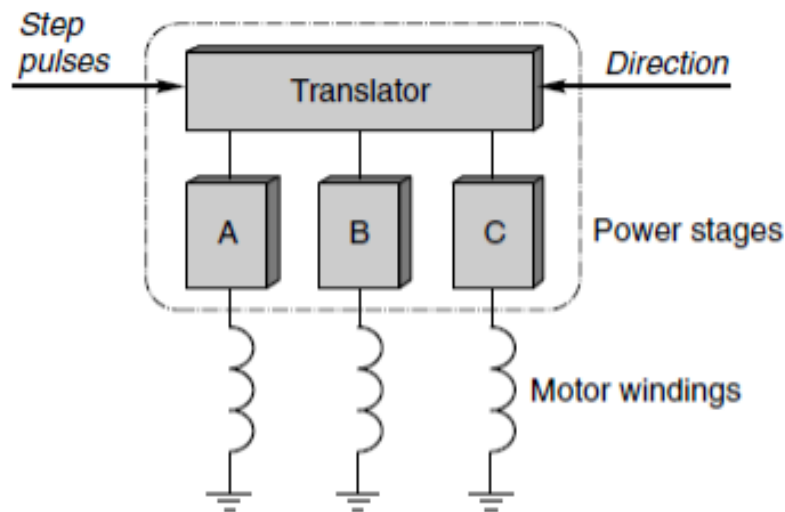 Step
pulses
Translator
Direction
A
B
C
Power stages
Motor windings